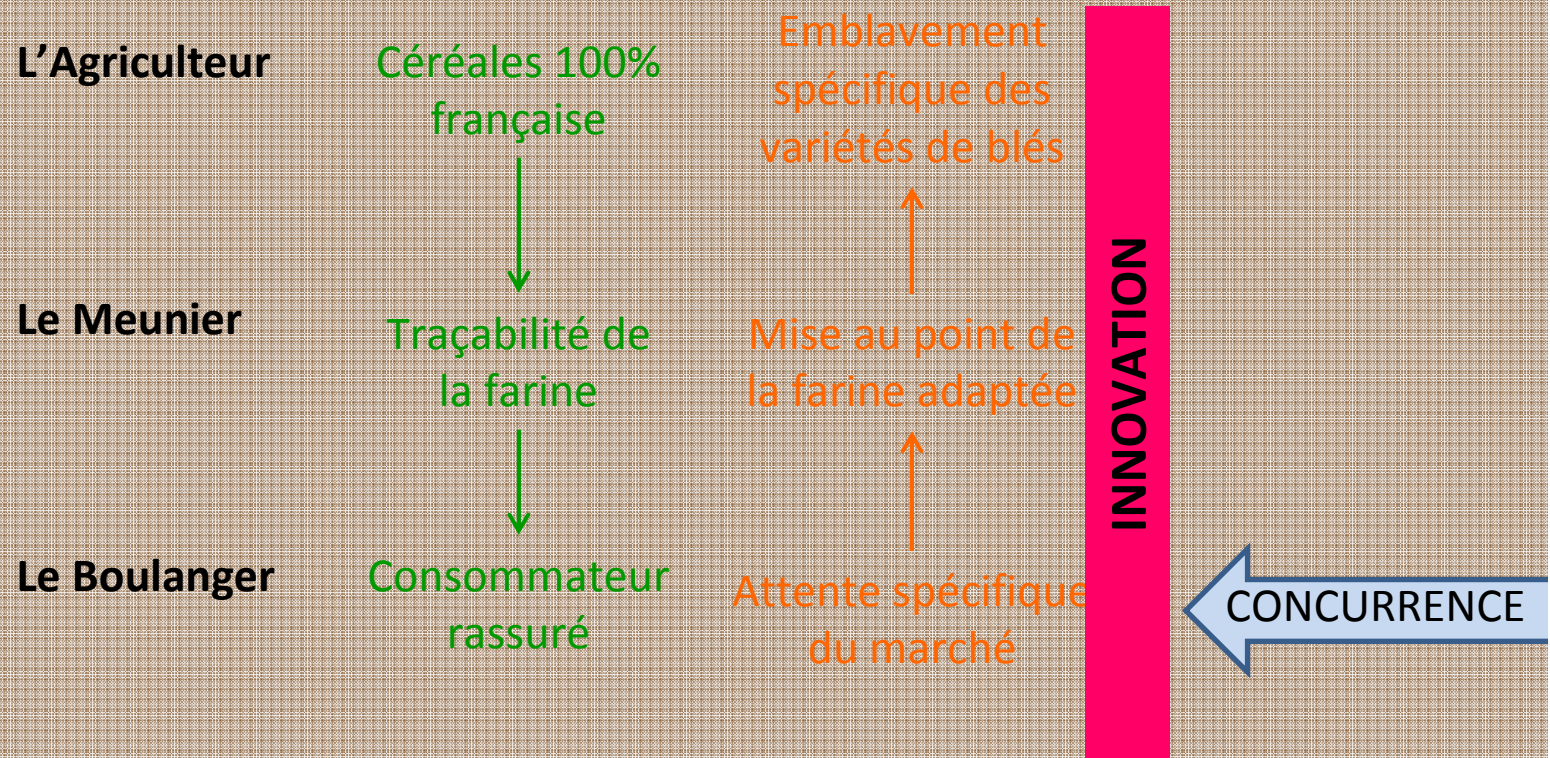 L'Agriculteur
Céréales 100%
française
Emblavement
spécifique des
variétés de blés
Le Meunier
Traçabilité de
la farine
Mise au point de
la farine adaptée
Le Boulanger
Consommateur
rassuré
Attente spécifique
du marché
INNOVATION
CONCURRENCE